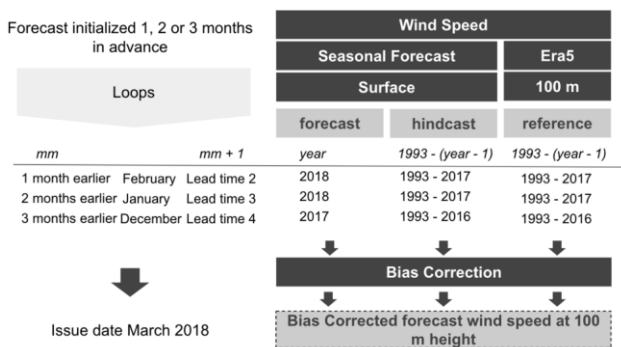 Wind Speed
Forecast initialized 1, 2 or 3 months
in advance
Seasonal Forecast Era5
Surface 100 m
Loops
forecast hindcast reference
mm mm + 1 year 1993 - (year - 1) 1993 - (year - 1)
1 month earlier February Lead time 2 2018 1993 - 2017 1993 - 2017
2 months earlier January Lead time 3 2018 1993 - 2017 1993 - 2017
3 months earlier December Lead time 4 2017 1993 - 2016 1993 - 2016
Bias Correction
Issue date March 2018
Bias Corrected forecast wind speed at 100
m height